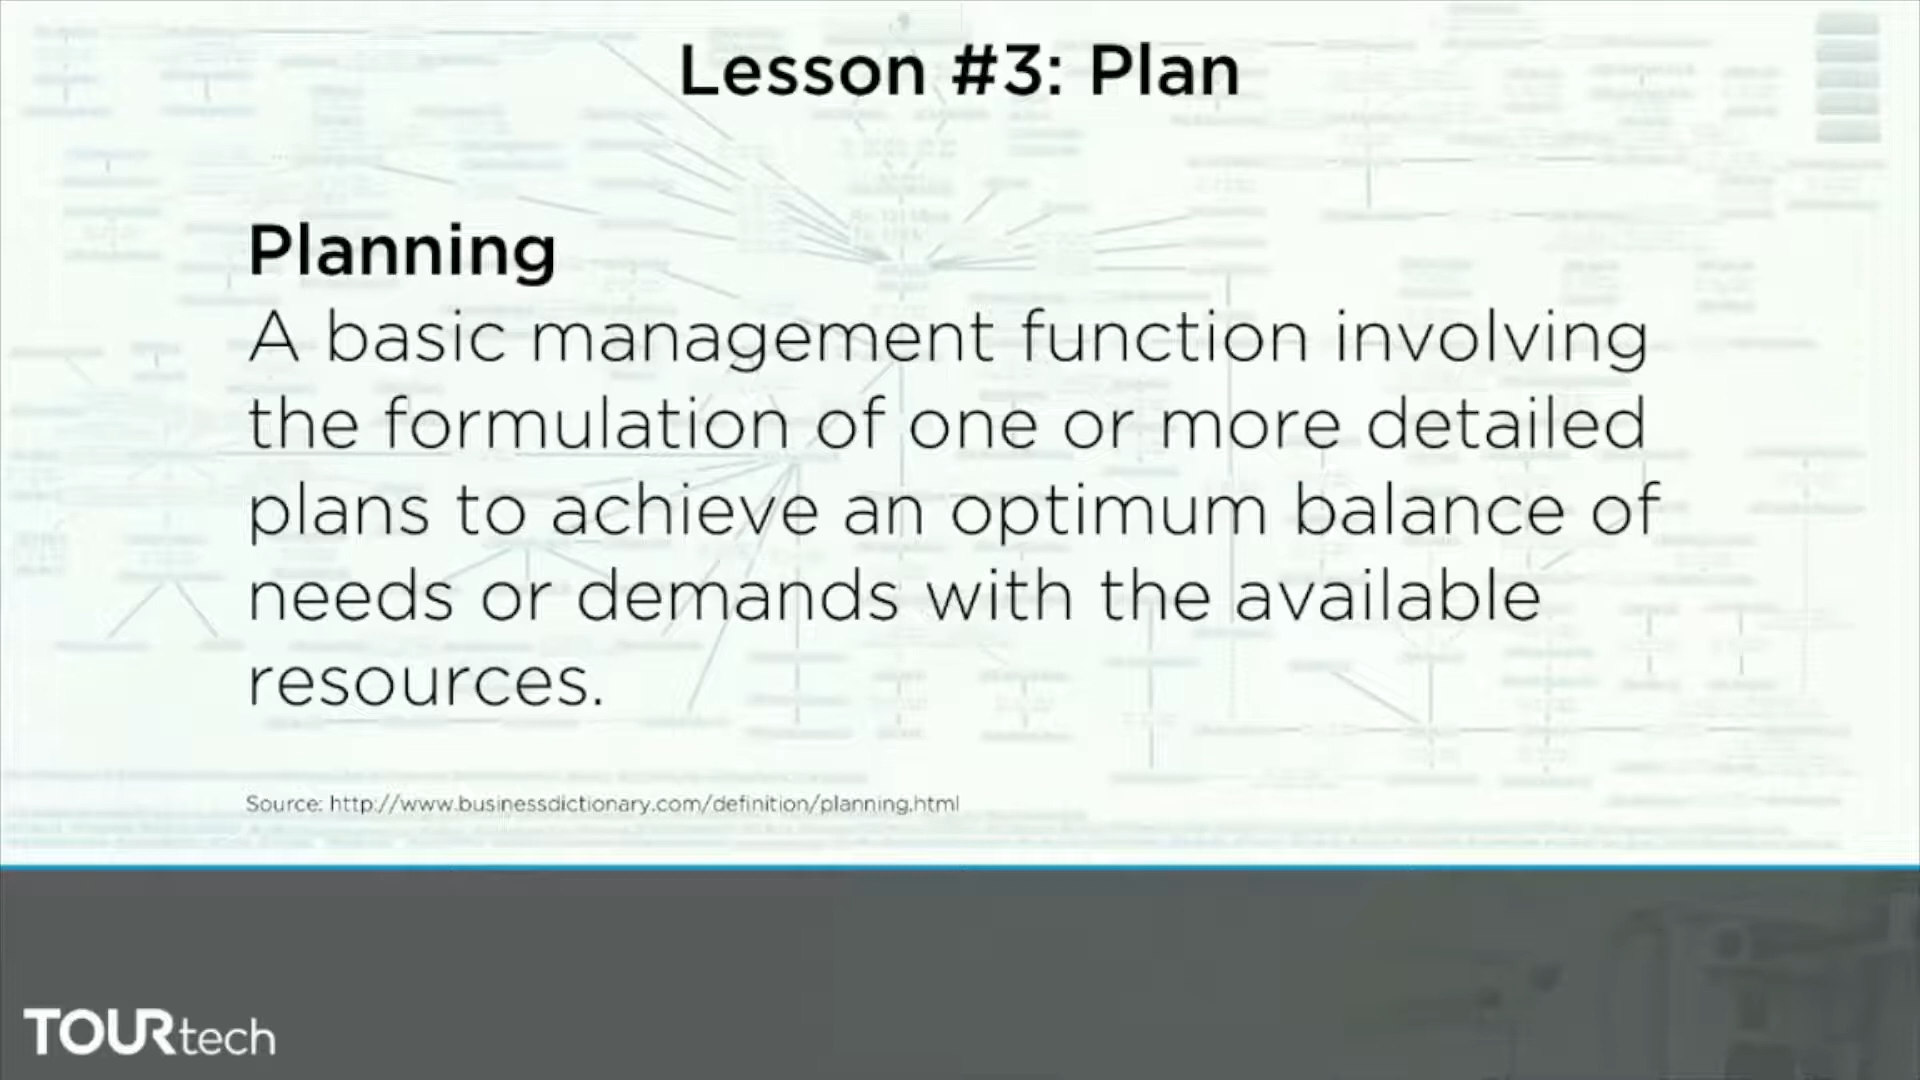 Lesson #3: Plan
Planning
A basic management function involving
the formulation of one or more detailed
plans to achieve an optimum balance of
needs or demands with the available
resources.
Source: http://www.businessdictionary.com/definition/planning.html
TOURtech